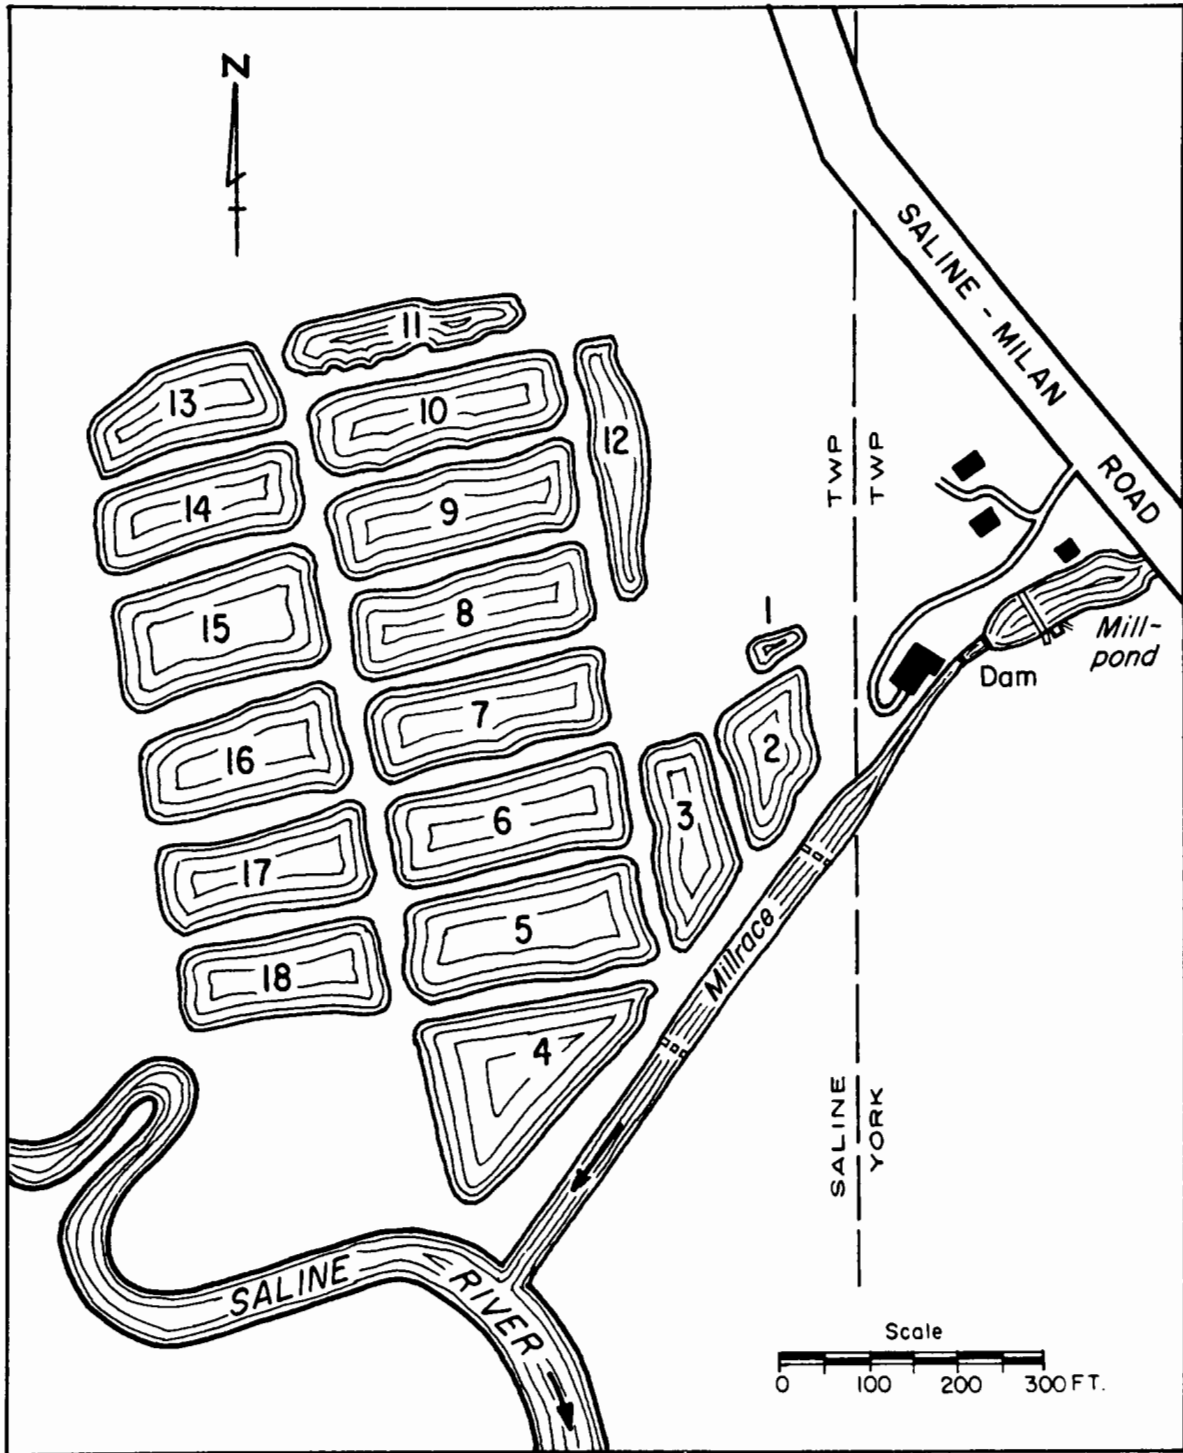 N
SALINE - MILAN
ROAD
11
13
10
12
TWP
TWP
14
9
8
15
1
Mill-
pond
Dam
7
2
16
3
6
17
5
Millrace
18
4
SALINE
YORK
SALINE
RIVER
Scale
0 100 200 300 FT.